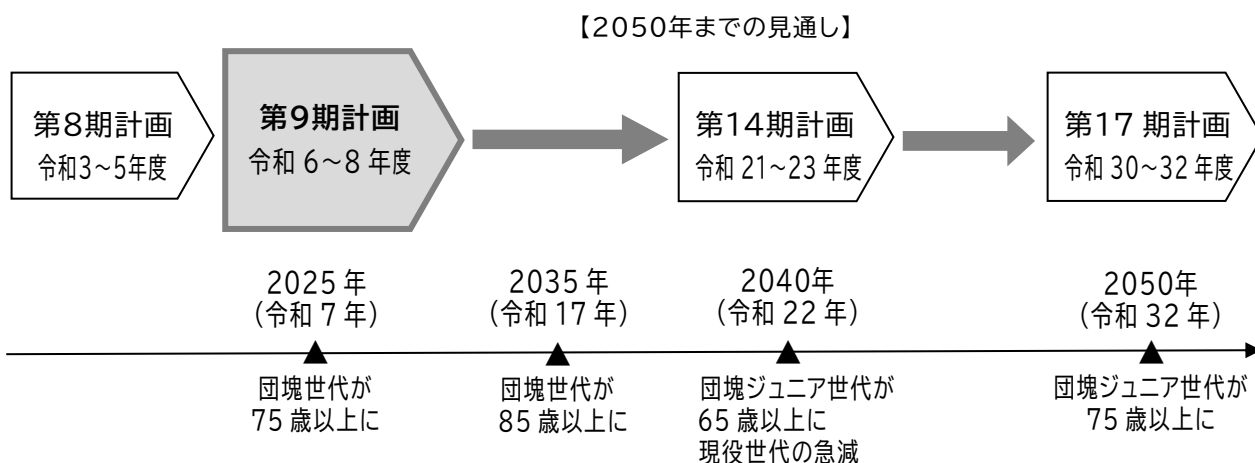 【2050年までの見通し】
第8期計画
令和3～5年度
第9期計画
令和 6～8 年度
第14期計画
令和 21～23 年度
第17 期計画
令和 30～32 年度
2025 年
（令和 7 年）
2035 年
（令和 17 年）
2040年
（令和 22 年）
2050年
（令和 32 年）
団塊世代が
75 歳以上に
団塊世代が
85 歳以上に
団塊ジュニア世代が
65 歳以上に
現役世代の急減
団塊ジュニア世代が
75 歳以上に